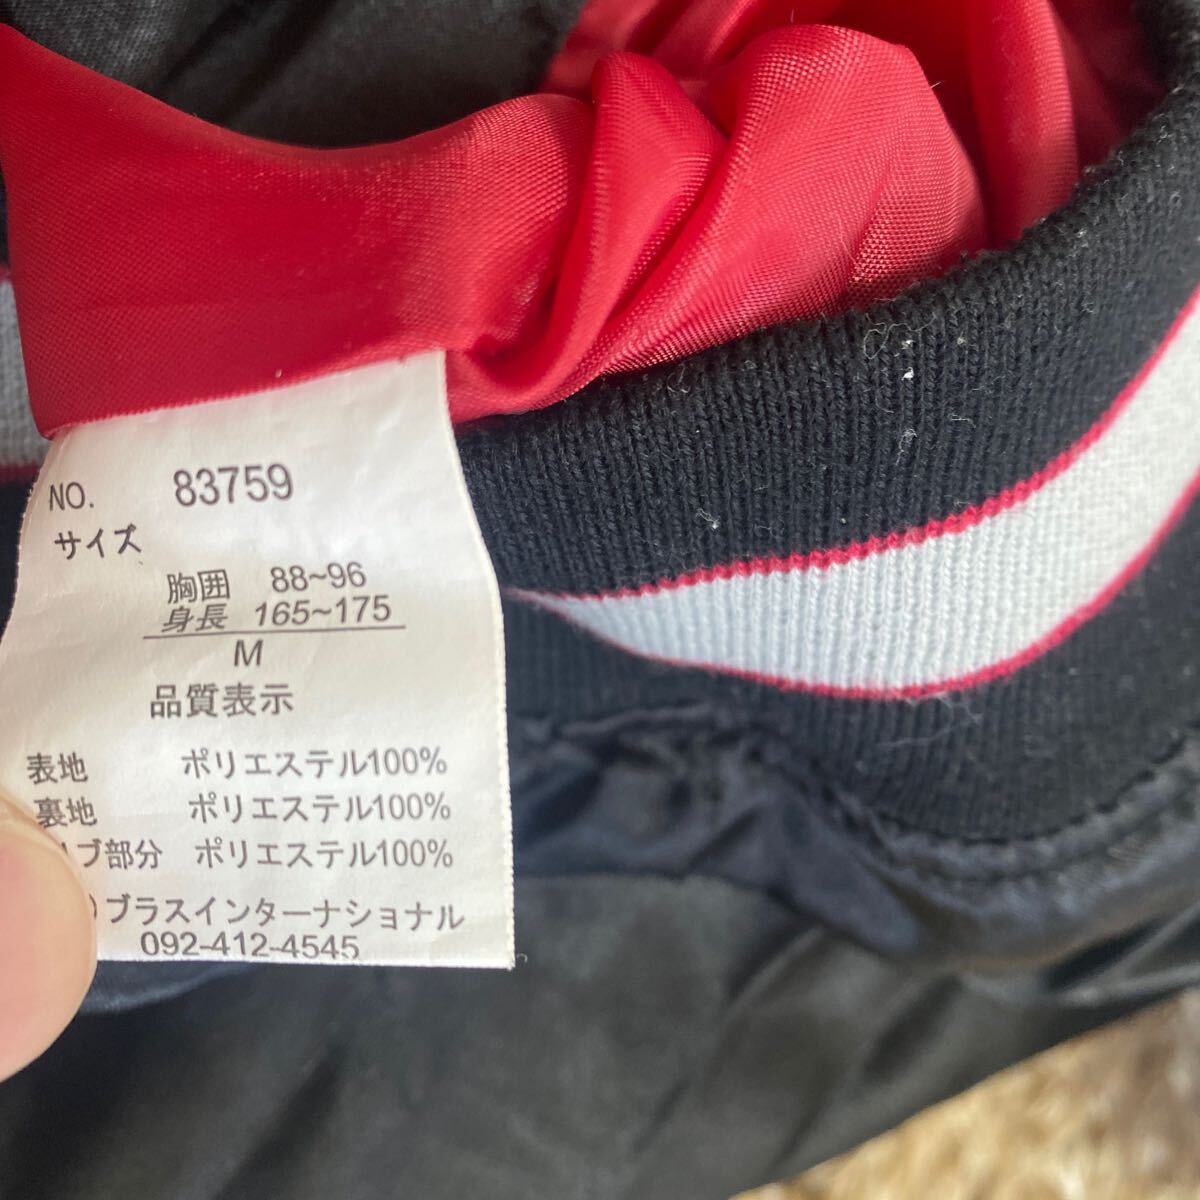 NO. 83759
サイズ
胸囲 88~96
身長 165~175
M
品質表示
表地 ポリエステル100%
裏地 ポリエステル100%
リブ部分 ポリエステル100%
ブラスインターナショナル
092-412-4545